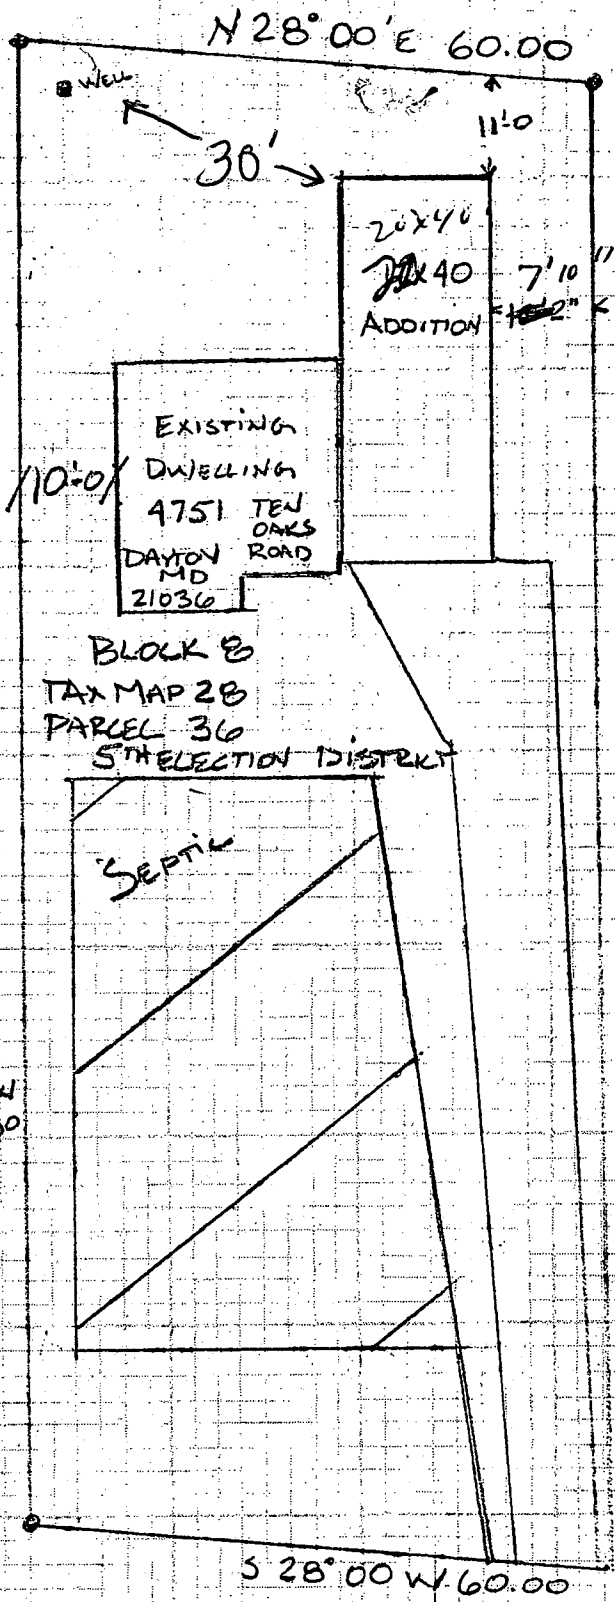 N 28° 00' E 60.00
WELL
11'-0
30'
20 x 40
x 40
ADDITION
7' 10"
EXISTING
DWELLING
4751 TEN
OAKS
ROAD
DAYTON
MD
21036
10'-0
BLOCK 8
TAX MAP 28
PARCEL 36
5TH ELECTION DISTRICT
SEPTIC
S 28° 00 W 60.00